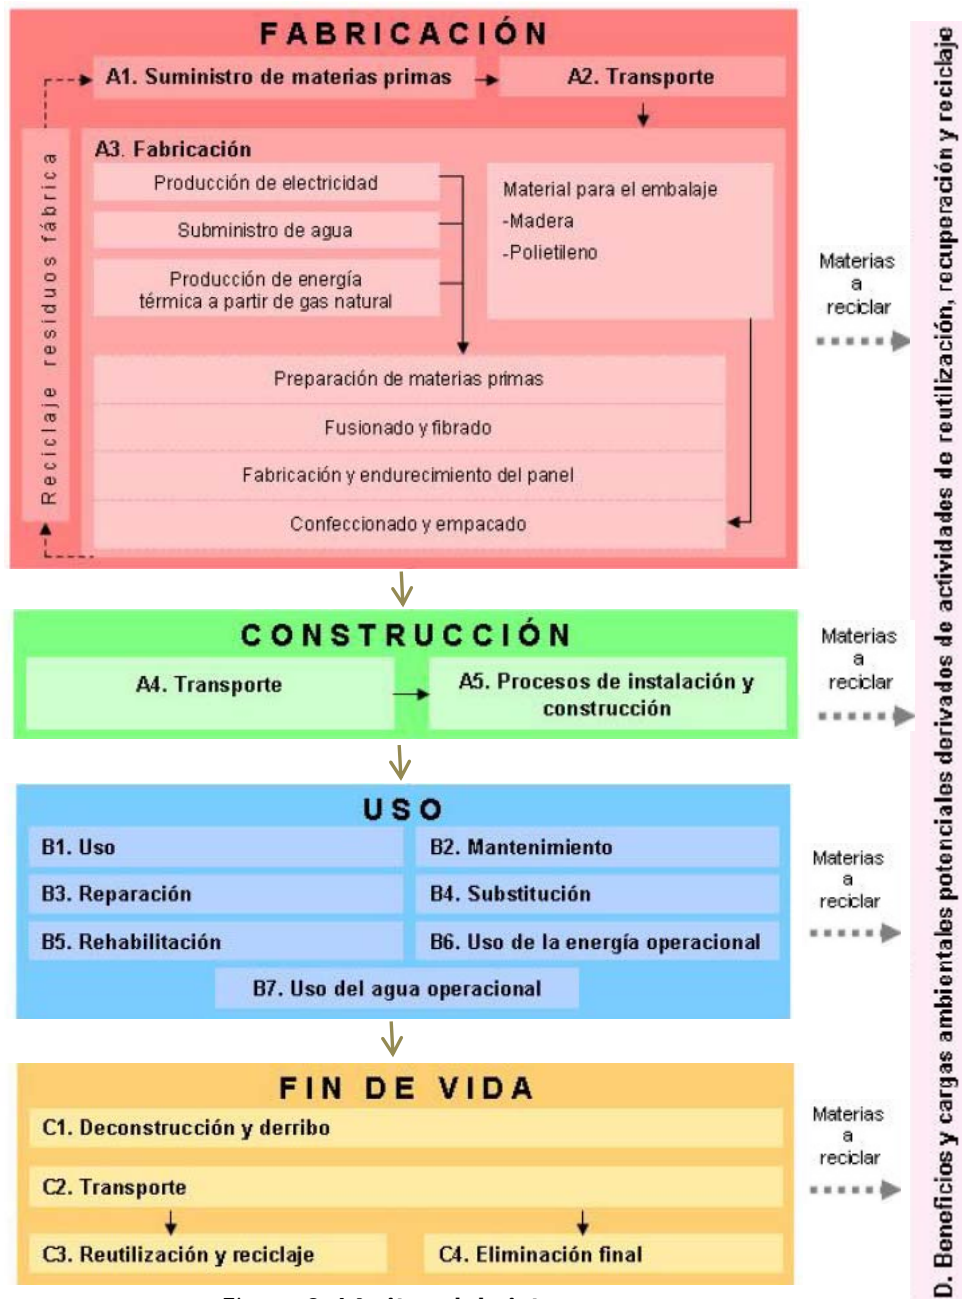 FABRICACIÓN
A1. Suministro de materias primas
A2. Transporte
Reciclaje residuos fábrica
A3. Fabricación
Producción de electricidad
Subministro de agua
Producción de energía
térmica a partir de gas natural
Material para el embalaje
-Madera
-Polietileno
Preparación de materias primas
Fusionado y fibrado
Fabricación y endurecimiento del panel
Confeccionado y empacado
Materias
a
reciclar
CONSTRUCCIÓN
A4. Transporte
A5. Procesos de instalación y
construcción
Materias
a
reciclar
USO
B1. Uso
B2. Mantenimiento
B3. Reparación
B4. Substitución
B5. Rehabilitación
B6. Uso de la energía operacional
B7. Uso del agua operacional
Materias
a
reciclar
FIN DE VIDA
C1. Deconstrucción y derribo
C2. Transporte
C3. Reutilización y reciclaje
C4. Eliminación final
Materias
a
reciclar
D. Beneficios y cargas ambientales potenciales derivados de actividades de reutilización, recuperación y reciclaje